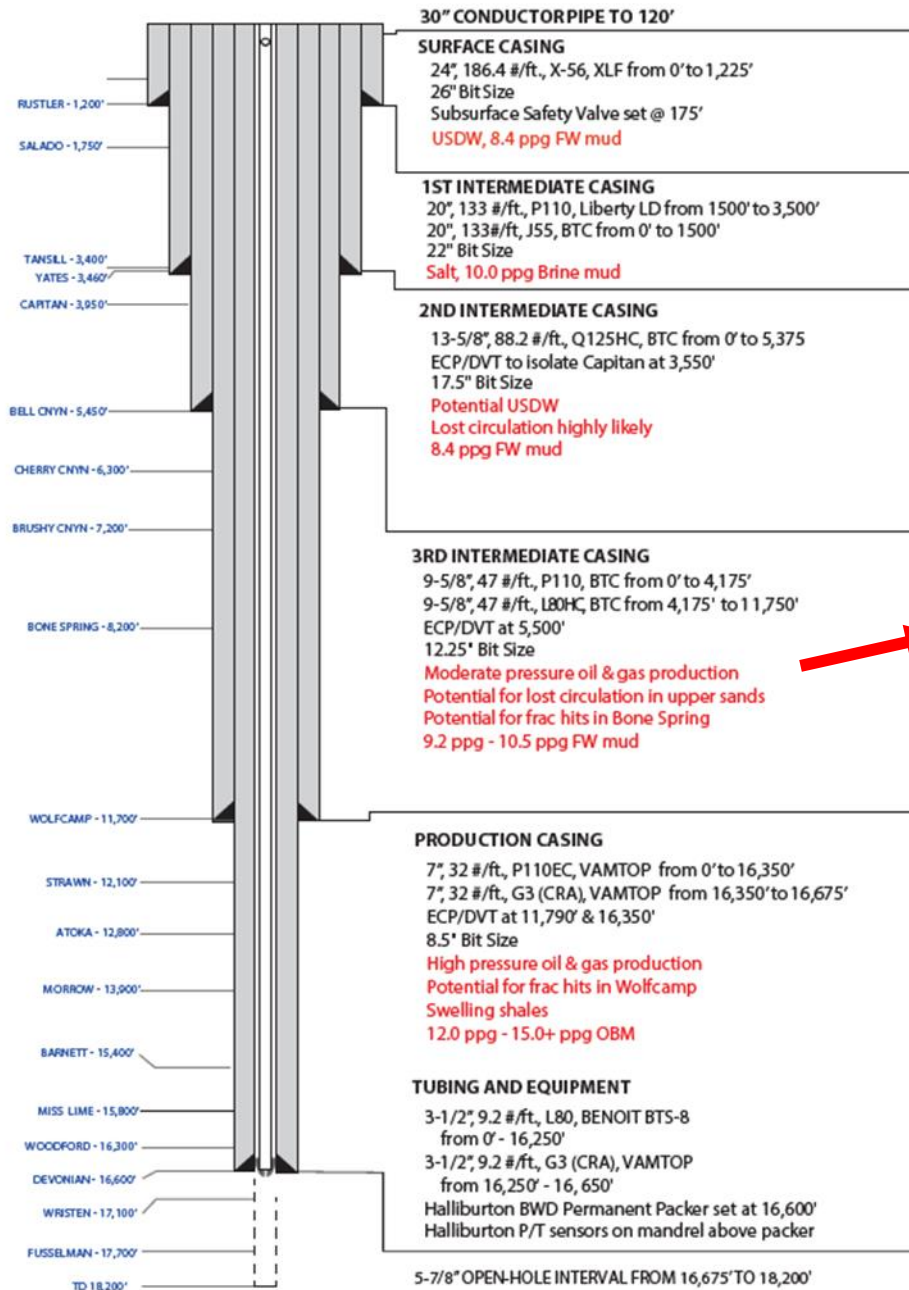 30" CONDUCTOR PIPE TO 120'
SURFACE CASING
24", 186.4 #/ft., X-56, XLF from 0' to 1,225'
26" Bit Size
Subsurface Safety Valve set @ 175'
USDW, 8.4 ppg FW mud
1ST INTERMEDIATE CASING
20", 133 #/ft., P110, Liberty LD from 1500' to 3,500'
20", 133#/ft, J55, BTC from 0' to 1500'
22" Bit Size
Salt, 10.0 ppg Brine mud
2ND INTERMEDIATE CASING
13-5/8", 88.2 #/ft., Q125HC, BTC from 0' to 5,375
ECP/DVT to isolate Capitan at 3,550'
17.5" Bit Size
Potential USDW
Lost circulation highly likely
8.4 ppg FW mud
3RD INTERMEDIATE CASING
9-5/8", 47 #/ft., P110, BTC from 0' to 4,175'
9-5/8", 47 #/ft., L80HC, BTC from 4,175' to 11,750'
ECP/DVT at 5,500'
12.25" Bit Size
Moderate pressure oil & gas production
Potential for lost circulation in upper sands
Potential for frac hits in Bone Spring
9.2 ppg - 10.5 ppg FW mud
PRODUCTION CASING
7", 32 #/ft., P110EC, VAMTOP from 0' to 16,350'
7", 32 #/ft., G3 (CRA), VAMTOP from 16,350' to 16,675'
ECP/DVT at 11,790' & 16,350'
8.5" Bit Size
High pressure oil & gas production
Potential for frac hits in Wolfcamp
Swelling shales
12.0 ppg - 15.0+ ppg OBM
TUBING AND EQUIPMENT
3-1/2", 9.2 #/ft., L80, BENOIT BTS-8
from 0' - 16,250'
3-1/2", 9.2 #/ft., G3 (CRA), VAMTOP
from 16,250' - 16, 650'
Halliburton BWD Permanent Packer set at 16,600'
Halliburton P/T sensors on mandrel above packer
5-7/8" OPEN-HOLE INTERVAL FROM 16,675' TO 18,200'
RUSTLER - 1,200'
SALADO - 1,750'
TANSILL - 3,400'
YATES - 3,460'
CAPITAN - 3,950'
BELL CNYN - 5,450'
CHERRY CNYN - 6,300'
BRUSHY CNYN - 7,200'
BONE SPRING - 8,200'
WOLFCAMP - 11,700'
STRAWN - 12,100'
ATOKA - 12,800'
MORROW - 13,900'
BARNETT - 15,400'
MISS LIME - 15,800'
WOODFORD - 16,300'
DEVONIAN - 16,600'
WRISTEN - 17,100'
FUSSELMAN - 17,700'
TD 18,200'